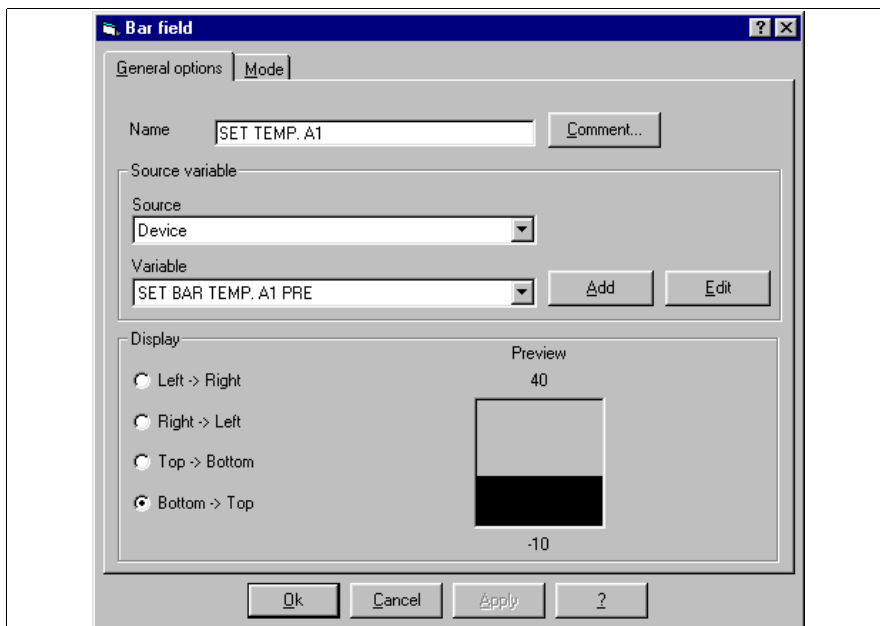 Bar field
General options Mode
Name SET TEMP. A1 Comment...
Source variable
Source
Device
Variable
SET BAR TEMP. A1 PRE Add Edit
Display
Preview
40
Left -> Right
Right -> Left
Top -> Bottom
Bottom -> Top
-10
Ok Cancel Apply ?